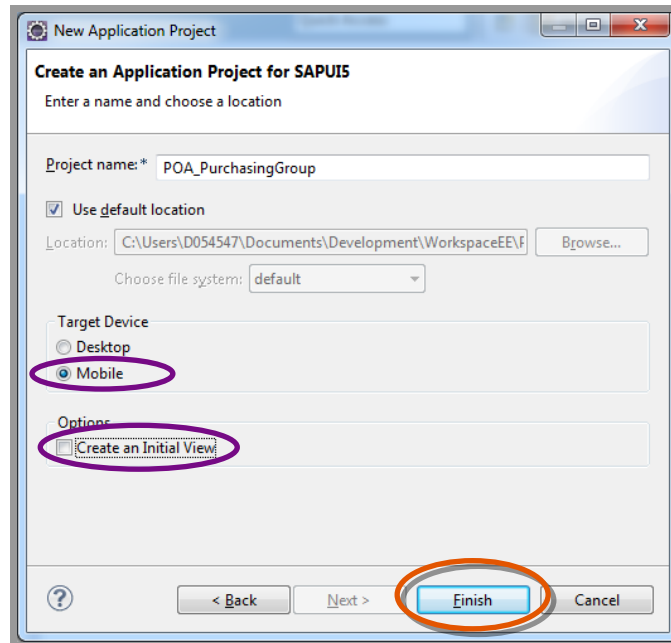 New Application Project
Create an Application Project for SAPUI5
Enter a name and choose a location
Project name:* POA_PurchasingGroup
Use default location
Location: C:\Users\D054547\Documents\Development\WorkspaceEE\F Browse...
Choose file system: default
Target Device
Desktop
Mobile
Options
Create an Initial View
? < Back Next > Finish Cancel